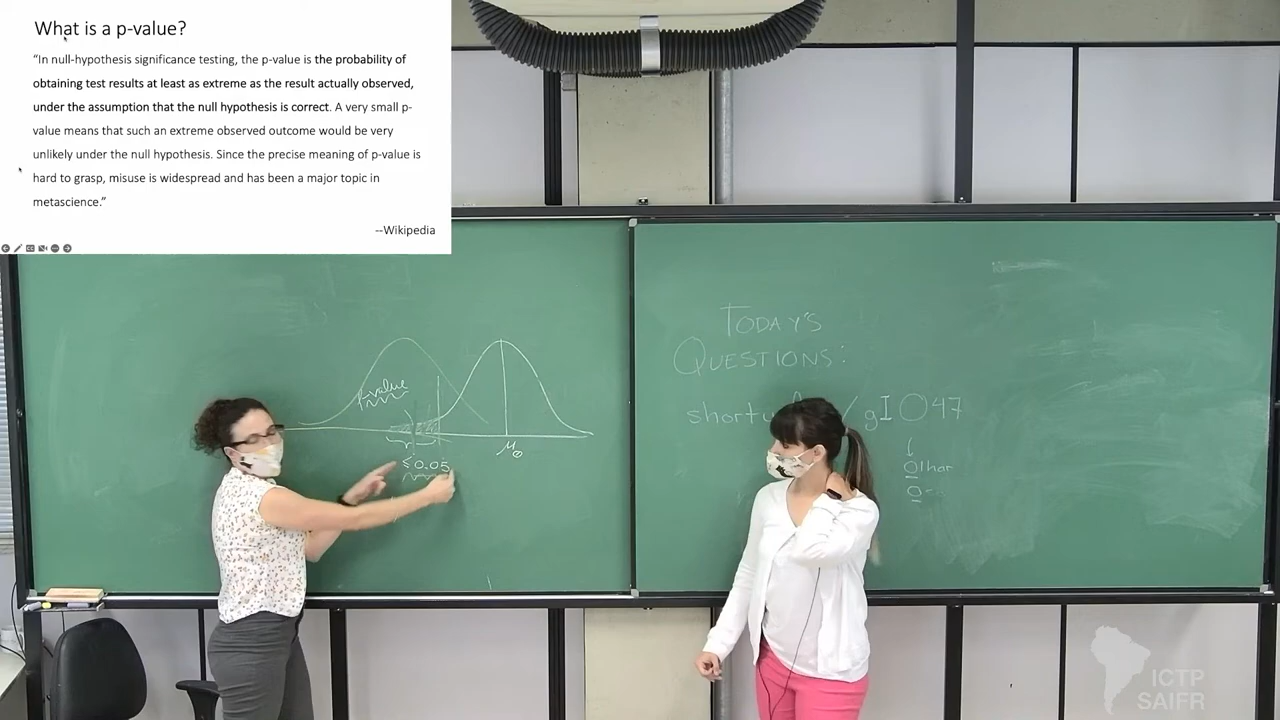 What is a p-value?
“In null-hypothesis significance testing, the p-value is the probability of
obtaining test results at least as extreme as the result actually observed,
under the assumption that the null hypothesis is correct. A very small p-
value means that such an extreme observed outcome would be very
unlikely under the null hypothesis. Since the precise meaning of p-value is
hard to grasp, misuse is widespread and has been a major topic in
metascience.”
--Wikipedia
p-value
μ₀
≤ 0.05
TODAY'S
QUESTIONS:
/ gIO47
Olhar
O-
ICTP
SAIFR